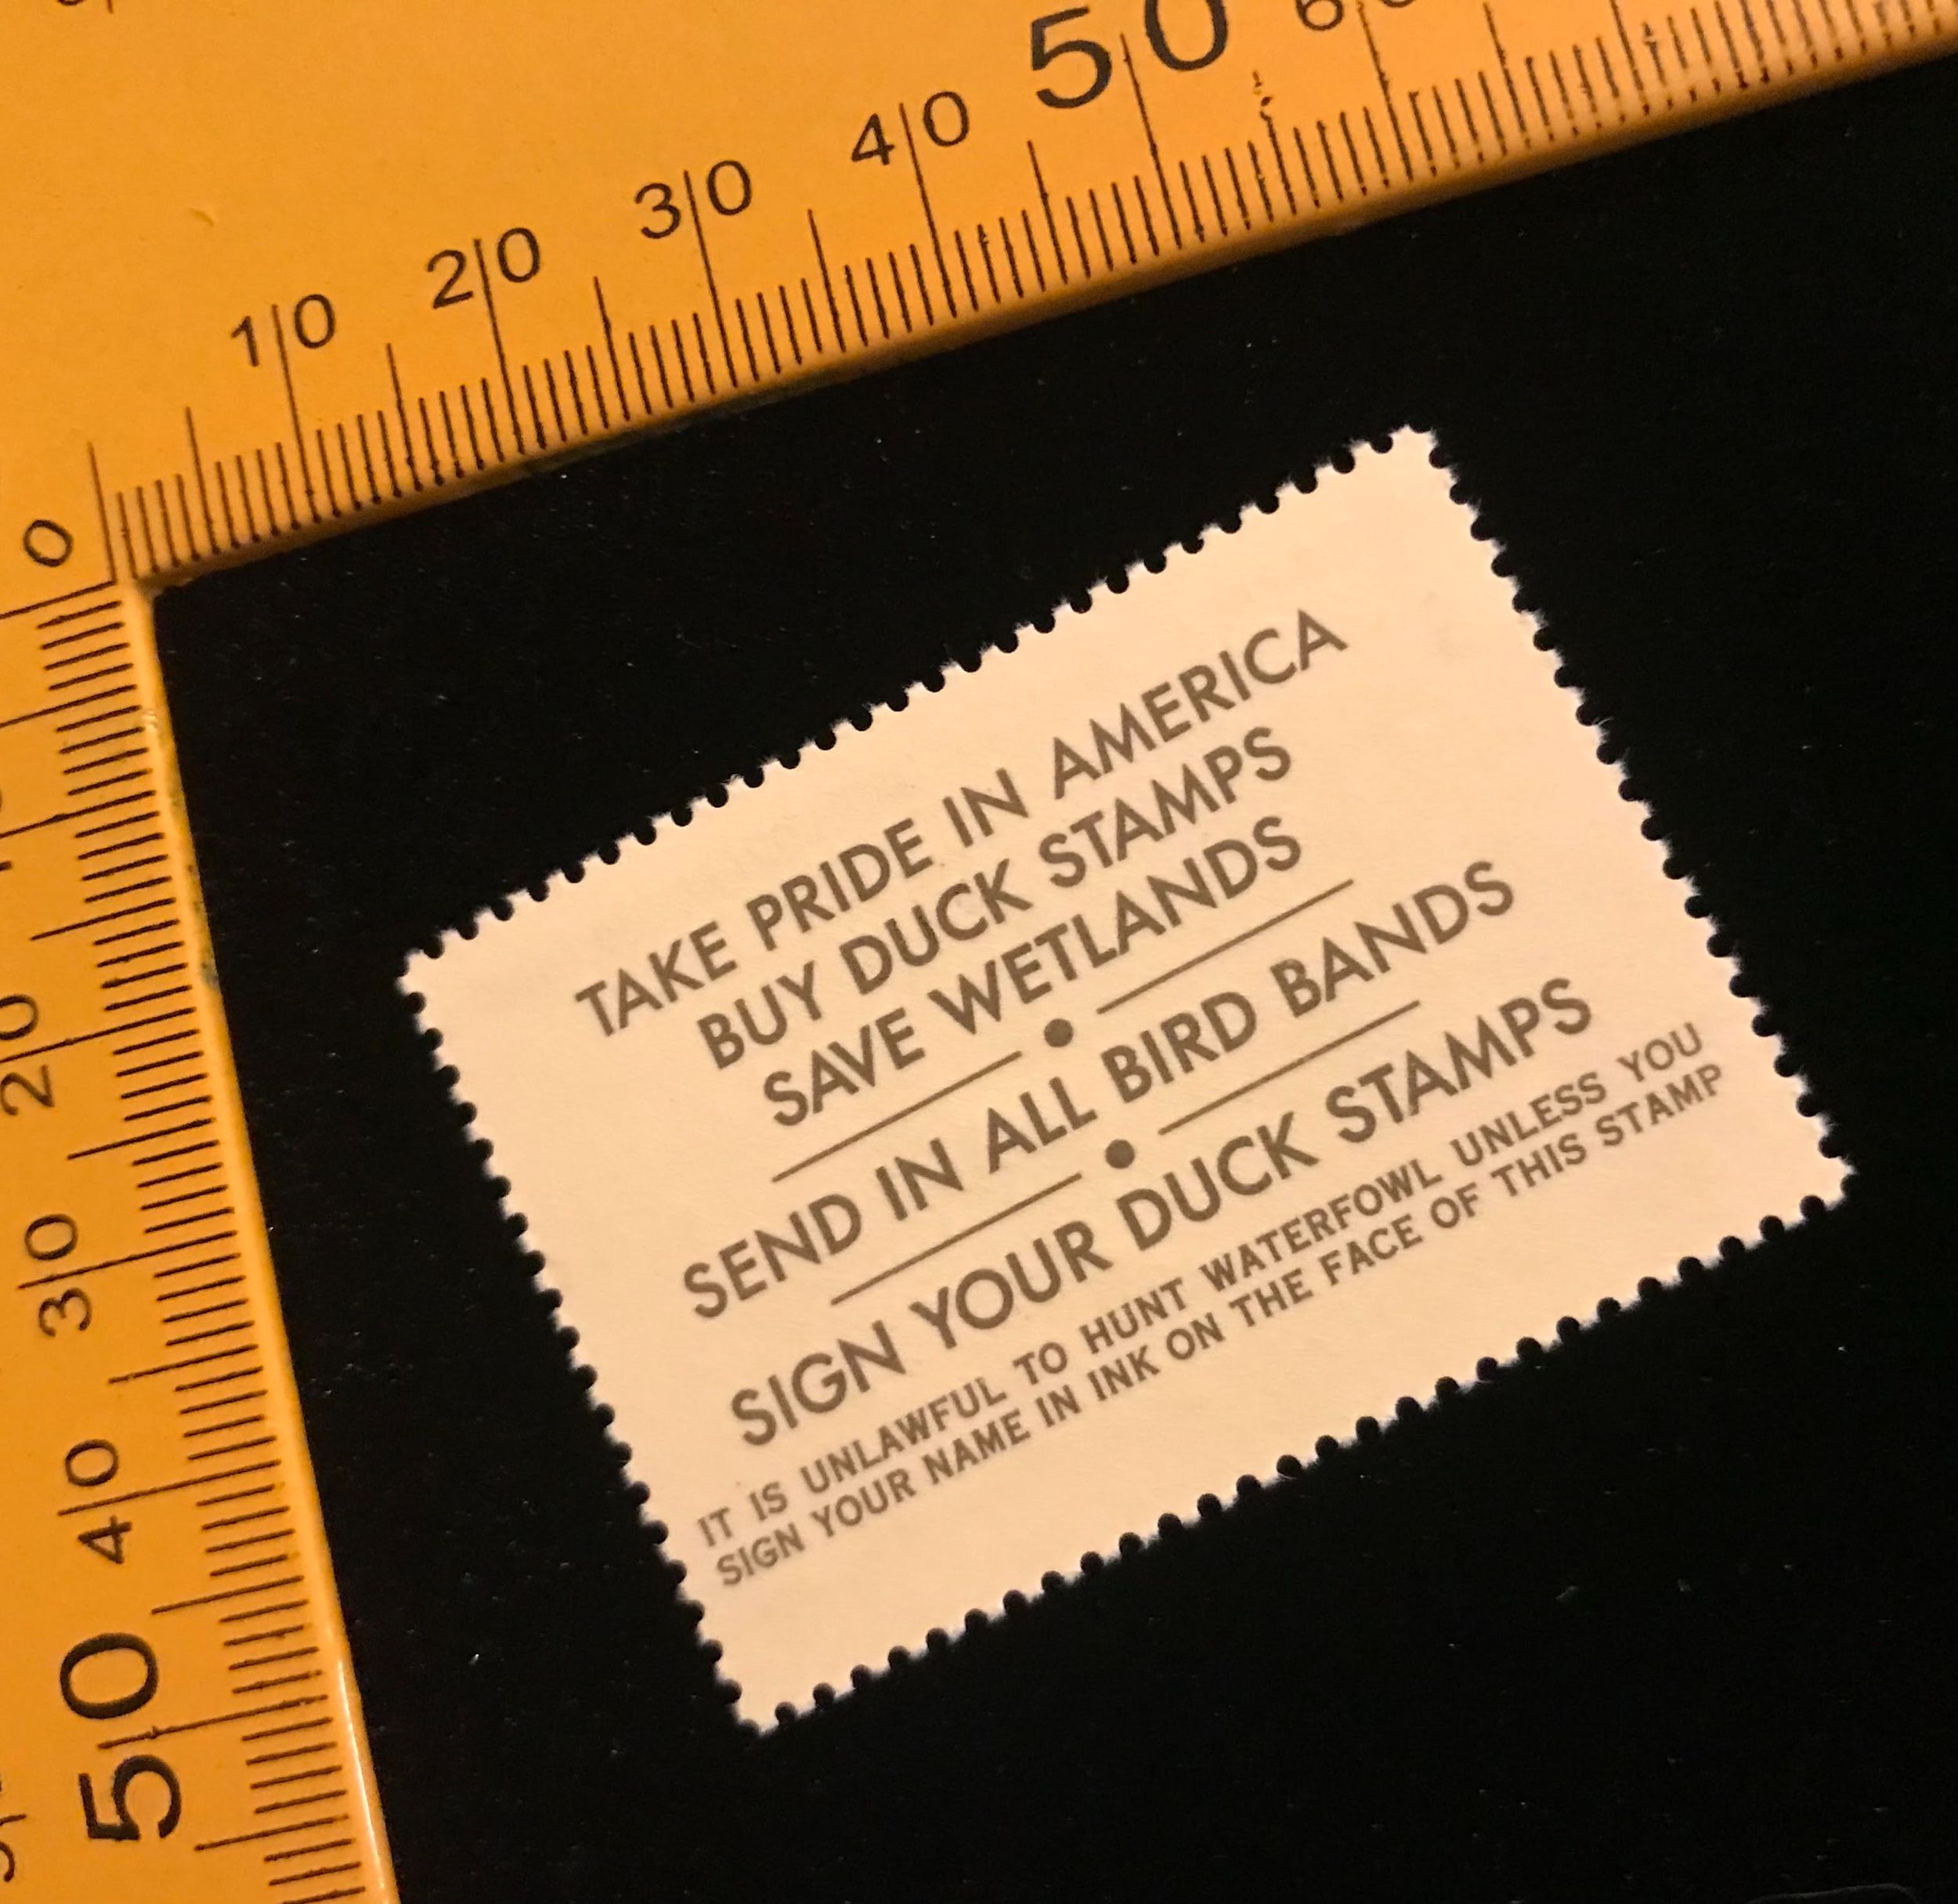 0 10 20 30 40 50
TAKE PRIDE IN AMERICA
BUY DUCK STAMPS
SAVE WETLANDS
SEND IN ALL BIRD BANDS
SIGN YOUR DUCK STAMPS
IT IS UNLAWFUL TO HUNT WATERFOWL UNLESS YOU
SIGN YOUR NAME IN INK ON THE FACE OF THIS STAMP
20
30
40
50